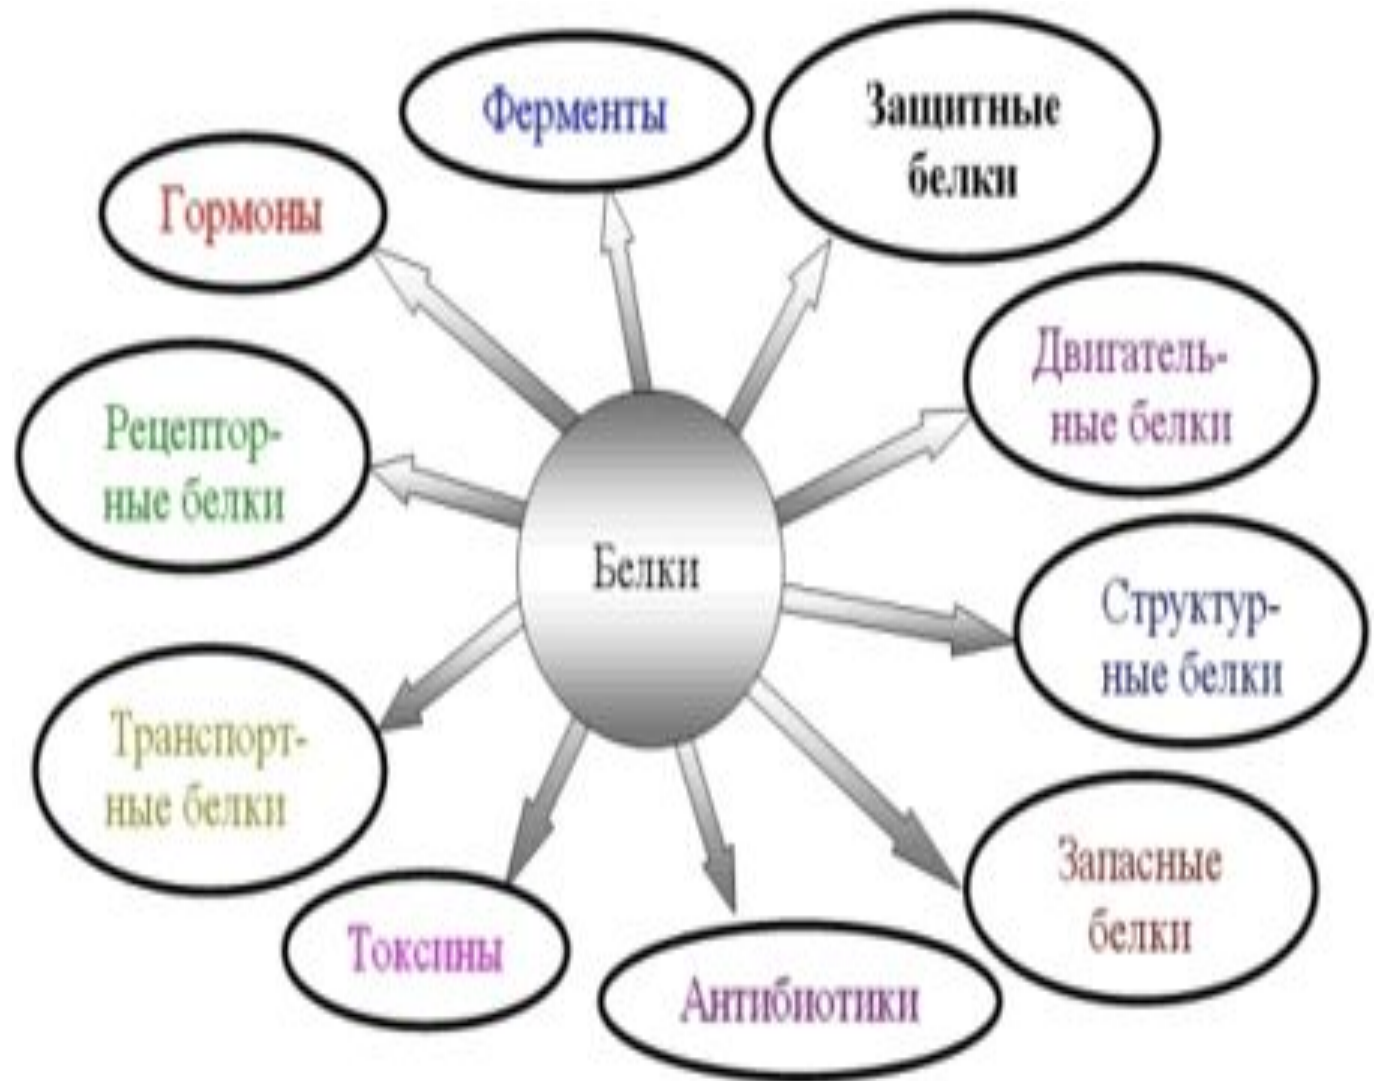 Ферменты
Защитные
белки
Гормоны
Двигатель-
ные белки
Рецептор-
ные белки
Белки
Структур-
ные белки
Транспорт-
ные белки
Запасные
белки
Токсины
Антибиотики